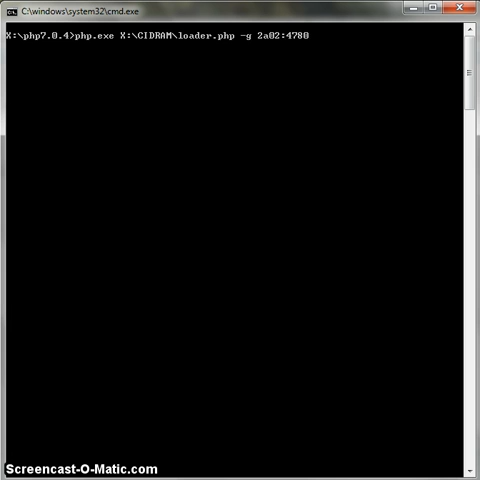 C:\windows\system32\cmd.exe
X:\php7.0.4>php.exe X:\CIDRAM\loader.php -g 2a02:4780
Screencast-O-Matic.com